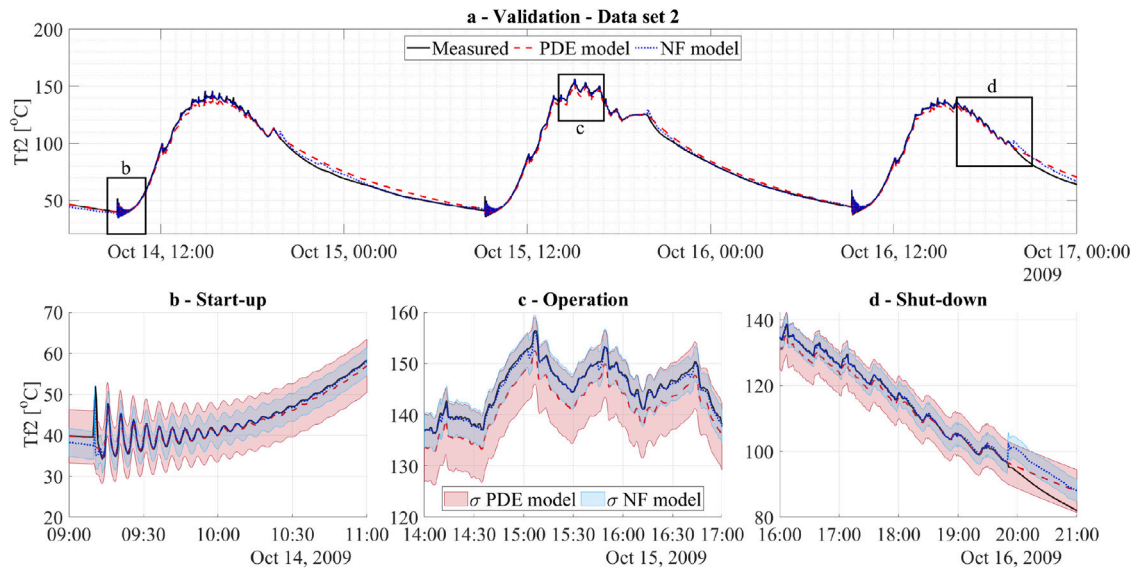 a - Validation - Data set 2
Measured PDE model NF model
200
150
100
50
Tf2 [°C]
b
c
d
Oct 14, 12:00 Oct 15, 00:00 Oct 15, 12:00 Oct 16, 00:00 Oct 16, 12:00 Oct 17, 00:00
2009
b - Start-up
70
60
50
40
30
20
Tf2 [°C]
09:00 09:30 10:00 10:30 11:00
Oct 14, 2009
c - Operation
160
150
140
130
120
σ PDE model σ NF model
14:00 14:30 15:00 15:30 16:00 16:30 17:00
Oct 15, 2009
d - Shut-down
140
120
100
80
16:00 17:00 18:00 19:00 20:00 21:00
Oct 16, 2009